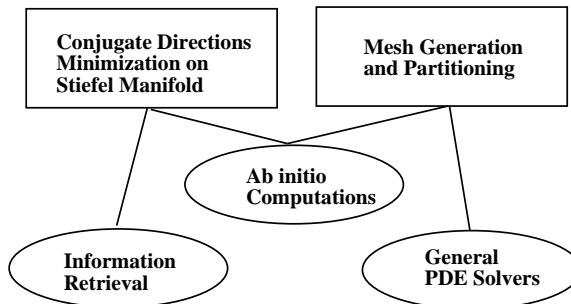 Conjugate Directions
Minimization on
Stiefel Manifold
Mesh Generation
and Partitioning
Ab initio
Computations
Information
Retrieval
General
PDE Solvers